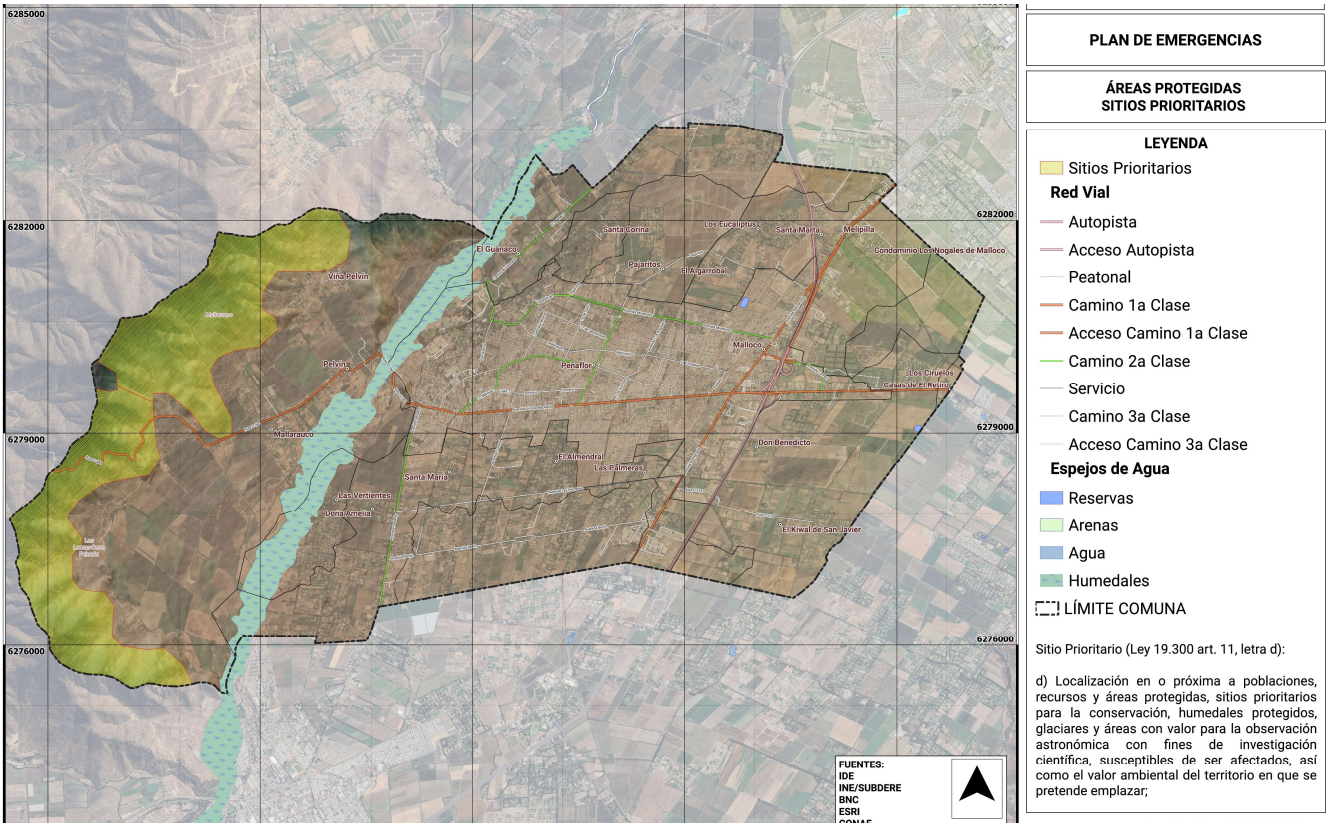 6285000
PLAN DE EMERGENCIAS
ÁREAS PROTEGIDAS
SITIOS PRIORITARIOS
LEYENDA
Sitios Prioritarios
Red Vial
Autopista
Acceso Autopista
Peatonal
Camino 1a Clase
Acceso Camino 1a Clase
Camino 2a Clase
Servicio
Camino 3a Clase
Acceso Camino 3a Clase
Espejos de Agua
Reservas
Arenas
Agua
Humedales
LÍMITE COMUNA
Sitio Prioritario (Ley 19.300 art. 11, letra d):
d) Localización en o próxima a poblaciones,
recursos y áreas protegidas, sitios prioritarios
para la conservación, humedales protegidos,
glaciares y áreas con valor para la observación
astronómica con fines de investigación
científica, susceptibles de ser afectados, así
como el valor ambiental del territorio en que se
pretende emplazar;
6282000
6282000
Santa Corina
Los Eucaliptus
Santa Marta
Melipilla
El Guanaco
Condominio Los Nogales de Malloco
Pajaritos
El Algarrobal
Viña Pelvin
Mallarauco
Malloco
Pelvin
Peñaflor
Los Ciruelos
Casas de El Retiro
6279000
6279000
Mallarauco
Don Benedicto
El Almendral
Las Palmeras
Santa María
Las Vertientes
Dona Amelia
El Kiwal de San Javier
6276000
6276000
FUENTES:
IDE
INE/SUBDERE
BNC
ESRI
CONAF